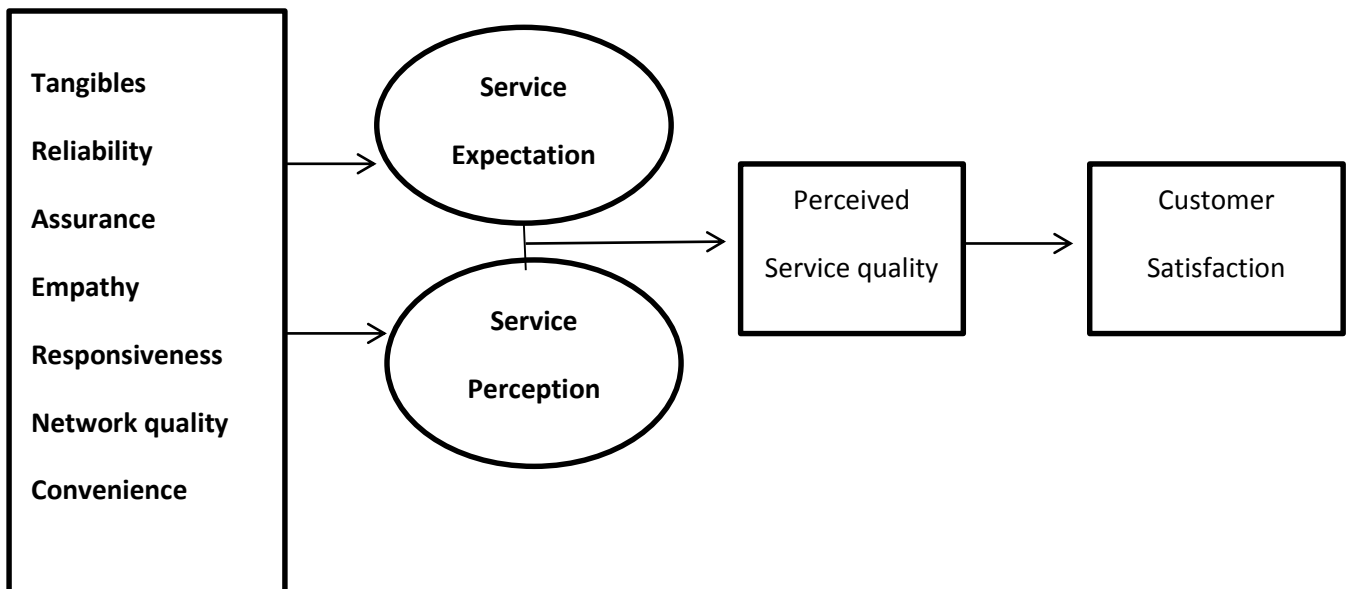 Tangibles
Reliability
Assurance
Empathy
Responsiveness
Network quality
Convenience
Service
Expectation
Service
Perception
Perceived
Service quality
Customer
Satisfaction